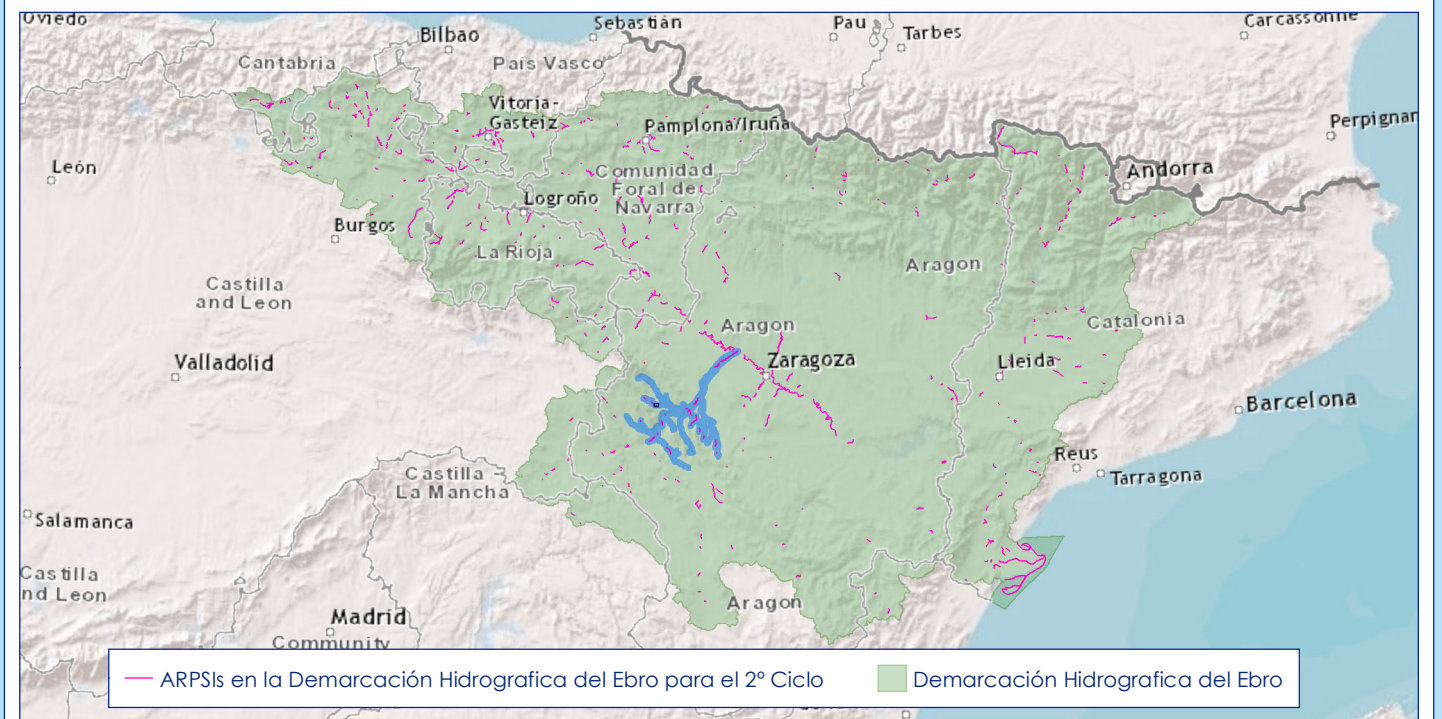 Oviedo
Sebastián
Pau
Tarbes
Carcassonne
Bilbao
Cantabria
Pais Vasco
Vitoria-
Gasteiz
Pamplona/Iruña
Perpignan
León
Comunidad
Foral de
Navarra
Andorra
Logroño
Burgos
La Rioja
Aragon
Castilla
and Leon
Aragon
Catalonia
Valladolid
Zaragoza
Lleida
Barcelona
Castilla -
La Mancha
Reus
Tarragona
Salamanca
Castilla
nd Leon
Aragon
Madrid
Community
ARPSIs en la Demarcación Hidrografica del Ebro para el 2º Ciclo
Demarcación Hidrografica del Ebro